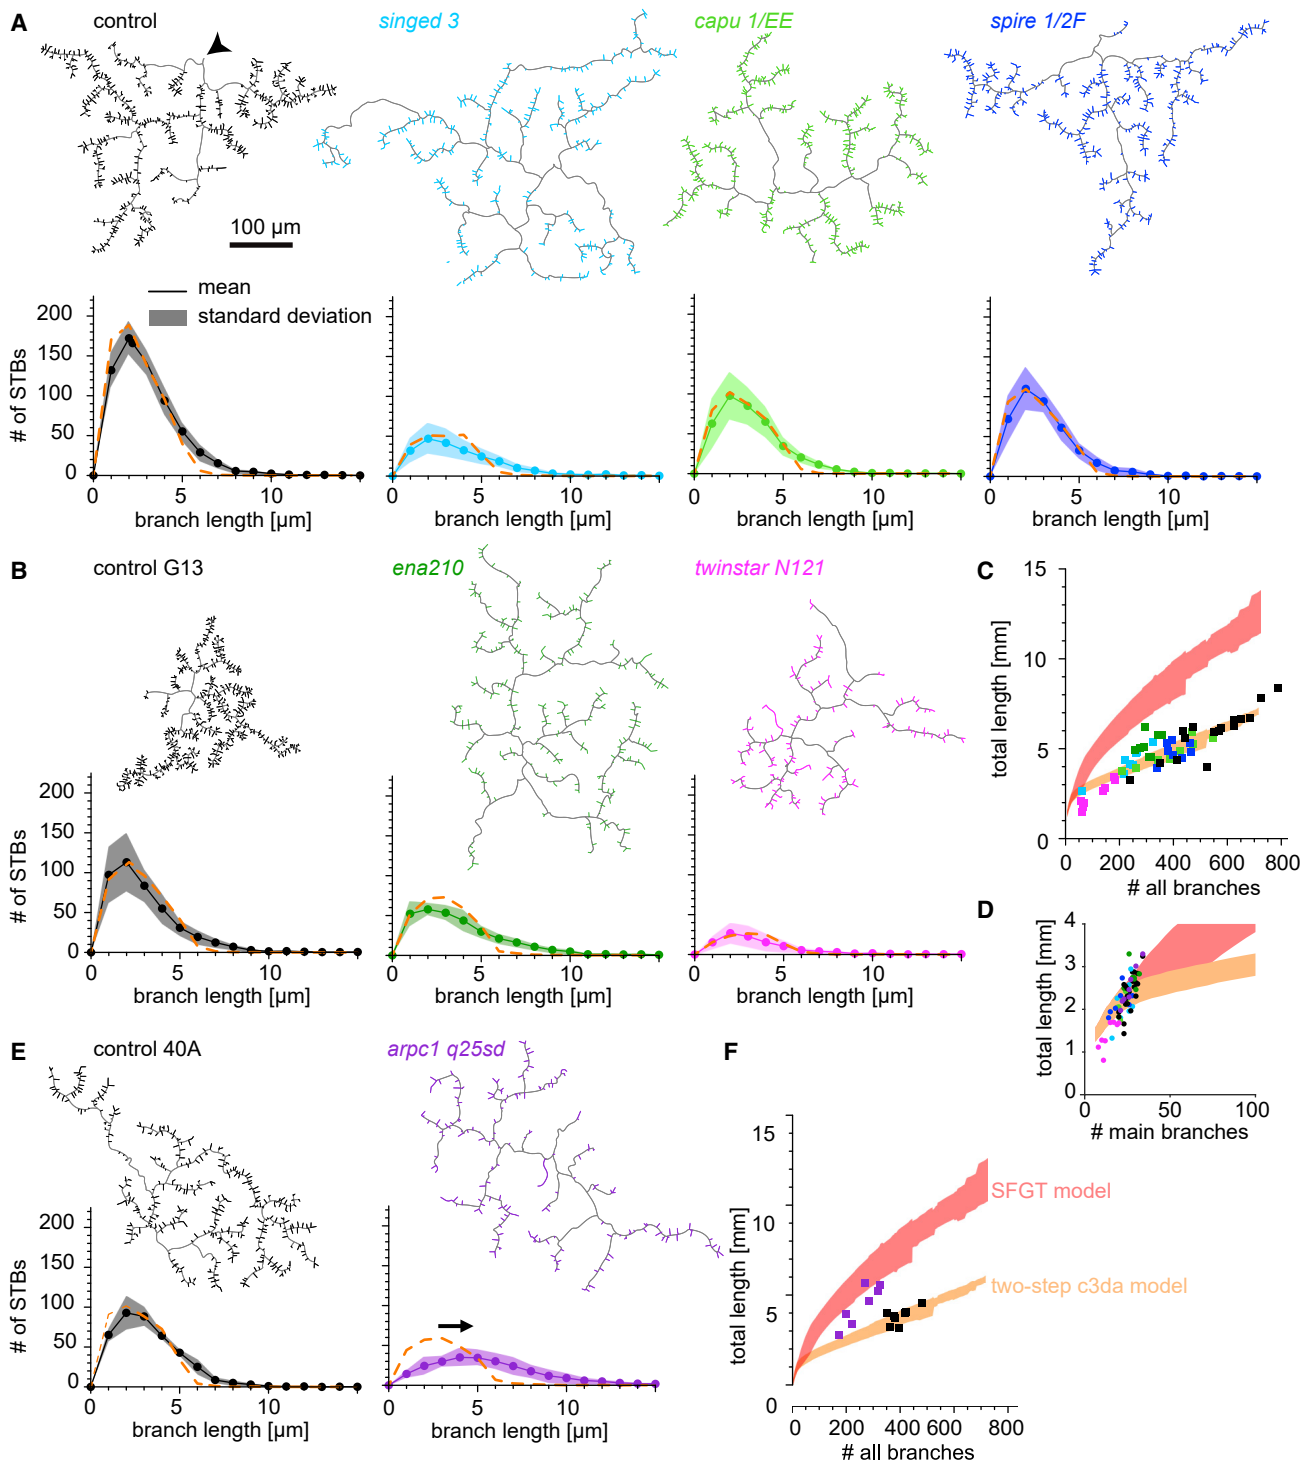 A
control
singed 3
capu 1/EE
spire 1/2F
100 µm
mean
standard deviation
# of STBs
200
150
100
50
0
0 5 10
branch length [µm]
0 5 10
branch length [µm]
0 5 10
branch length [µm]
0 5 10
branch length [µm]
B
control G13
ena210
twinstar N121
# of STBs
200
150
100
50
0
0 5 10
branch length [µm]
0 5 10
branch length [µm]
0 5 10
branch length [µm]
C
total length [mm]
15
10
5
0
0 200 400 600 800
# all branches
D
total length [mm]
4
3
2
1
0
0 50 100
# main branches
E
control 40A
arpc1 q25sd
# of STBs
200
150
100
50
0
0 5 10
branch length [µm]
0 5 10
branch length [µm]
F
total length [mm]
15
10
5
0
0 200 400 600 800
# all branches
SFGT model
two-step c3da model